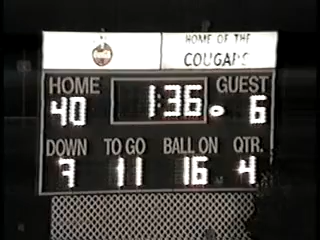 HOME OF THE
COUGARS
HOME GUEST
40 1:36 6
DOWN TO GO BALL ON QTR.
7 11 16 4